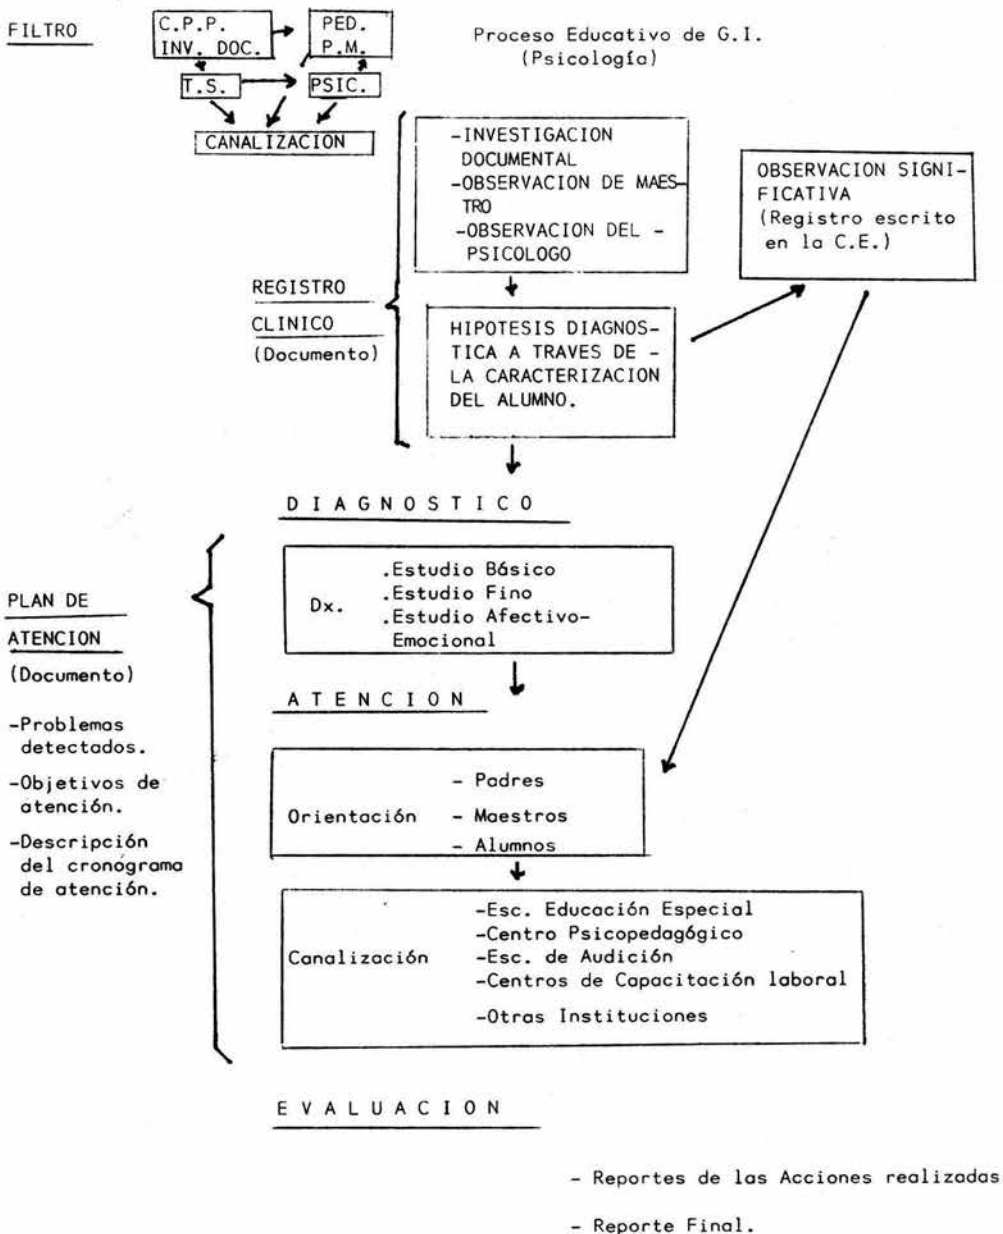 FILTRO
C.P.P.
INV. DOC.
PED.
P.M.
T.S.
PSIC.
CANALIZACION
Proceso Educativo de G.I.
(Psicología)
-INVESTIGACION
DOCUMENTAL
-OBSERVACION DE MAES-
TRO
-OBSERVACION DEL -
PSICOLOGO
OBSERVACION SIGNI-
FICATIVA
(Registro escrito
en la C.E.)
REGISTRO
CLINICO
(Documento)
HIPOTESIS DIAGNOS-
TICA A TRAVES DE -
LA CARACTERIZACION
DEL ALUMNO.
D I A G N O S T I C O
Dx.
.Estudio Básico
.Estudio Fino
.Estudio Afectivo-
Emocional
PLAN DE
ATENCION
(Documento)
-Problemas
detectados.
-Objetivos de
atención.
-Descripción
del cronógrama
de atención.
A T E N C I O N
Orientación
- Padres
- Maestros
- Alumnos
Canalización
-Esc. Educación Especial
-Centro Psicopedagógico
-Esc. de Audición
-Centros de Capacitación laboral
-Otras Instituciones
E V A L U A C I O N
- Reportes de las Acciones realizadas
- Reporte Final.